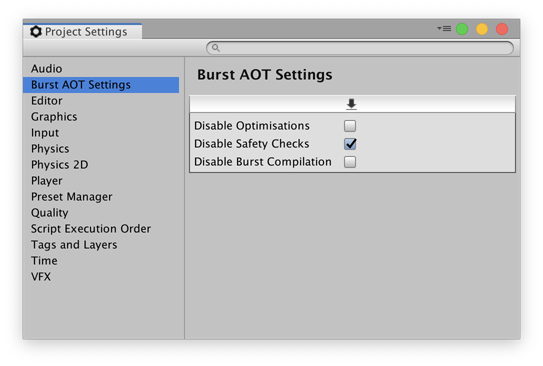 Project Settings
Audio
Burst AOT Settings
Editor
Graphics
Input
Physics
Physics 2D
Player
Preset Manager
Quality
Script Execution Order
Tags and Layers
Time
VFX
Burst AOT Settings
Disable Optimisations
Disable Safety Checks
Disable Burst Compilation